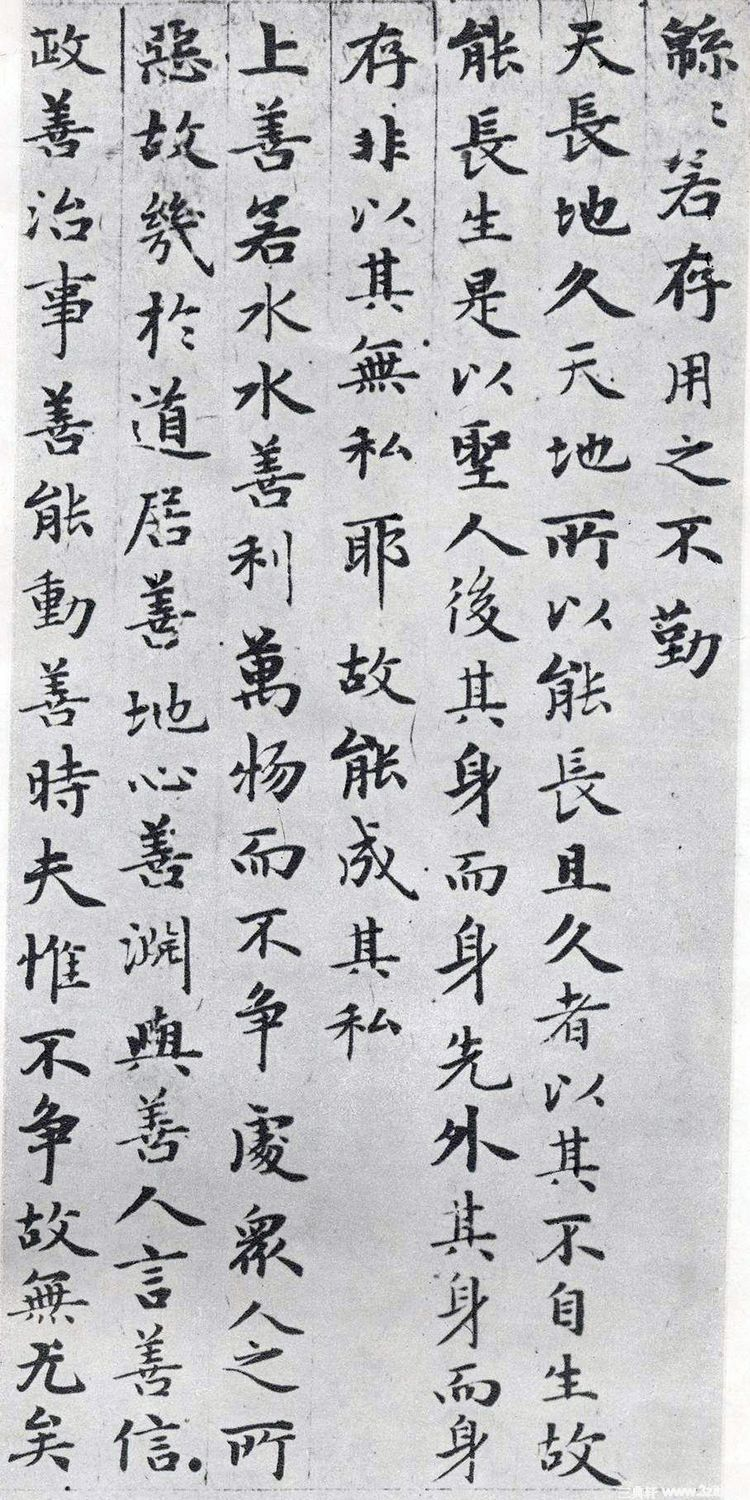 緜〻若存用之不勤
天長地久天地所以能長且久者以其不自生故
能長生是以聖人後其身而身先外其身而身
存非以其無私耶故能成其私
上善若水水善利萬物而不争處衆人之所
惡故幾於道居善地心善淵與善人言善信
政善治事善能動善時夫惟不争故無尤矣